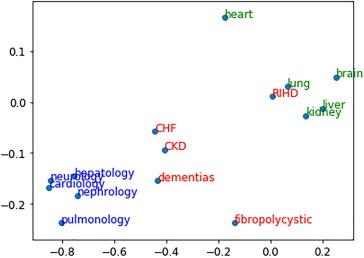 heart
brain
0.1
lung
RIHD
0.0
liver
kidney
CHF
CKD
−0.1
hepatology
neurology
dementias
cardiology
nephrology
−0.2
pulmonology
fibropolycystic
−0.8 −0.6 −0.4 −0.2 0.0 0.2